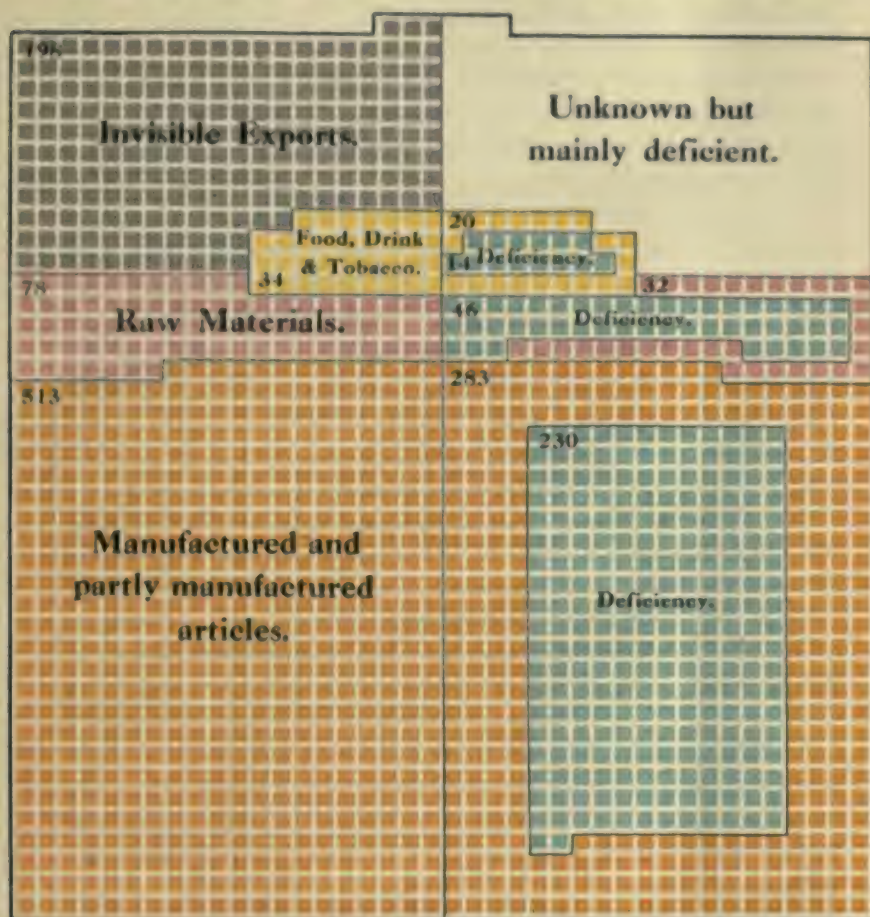 198
Invisible Exports.
Unknown but
mainly deficient.
Food, Drink
& Tobacco.
34
20
14 Deficiency.
78
Raw Materials.
32
46
Deficiency.
513
Manufactured and
partly manufactured
articles.
283
230
Deficiency.